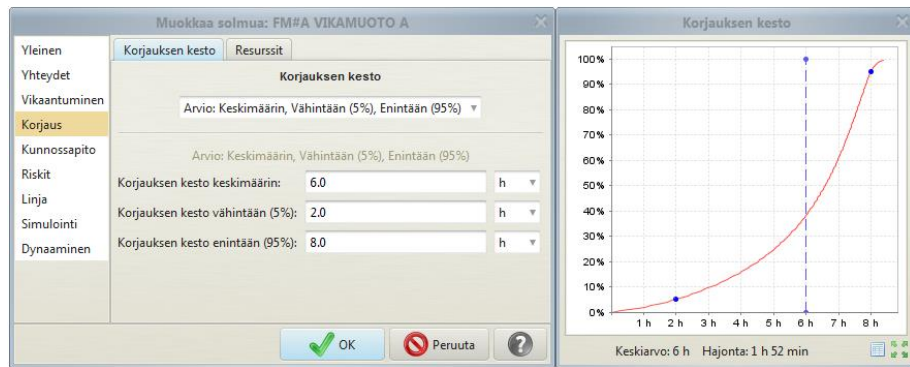 Muokkaa solmua: FM#A VIKAMUOTO A
Yleinen
Yhteydet
Vikaantuminen
Korjaus
Kunnossapito
Riskit
Linja
Simulointi
Dynaaminen
Korjauksen kesto
Resurssit
Korjauksen kesto
Arvio: Keskimäärin, Vähintään (5%), Enintään (95%)
Arvio: Keskimäärin, Vähintään (5%), Enintään (95%)
Korjauksen kesto keskimäärin: 6.0 h
Korjauksen kesto vähintään (5%): 2.0 h
Korjauksen kesto enintään (95%): 8.0 h
OK
Peruuta
?
Korjauksen kesto
100%
90%
80%
70%
60%
50%
40%
30%
20%
10%
0%
1 h 2 h 3 h 4 h 5 h 6 h 7 h 8 h
Keskiarvo: 6 h Hajonta: 1 h 52 min